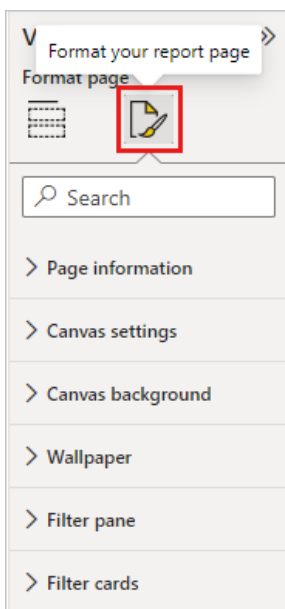 V
Format your report page
Format page
Search
Page information
Canvas settings
Canvas background
Wallpaper
Filter pane
Filter cards